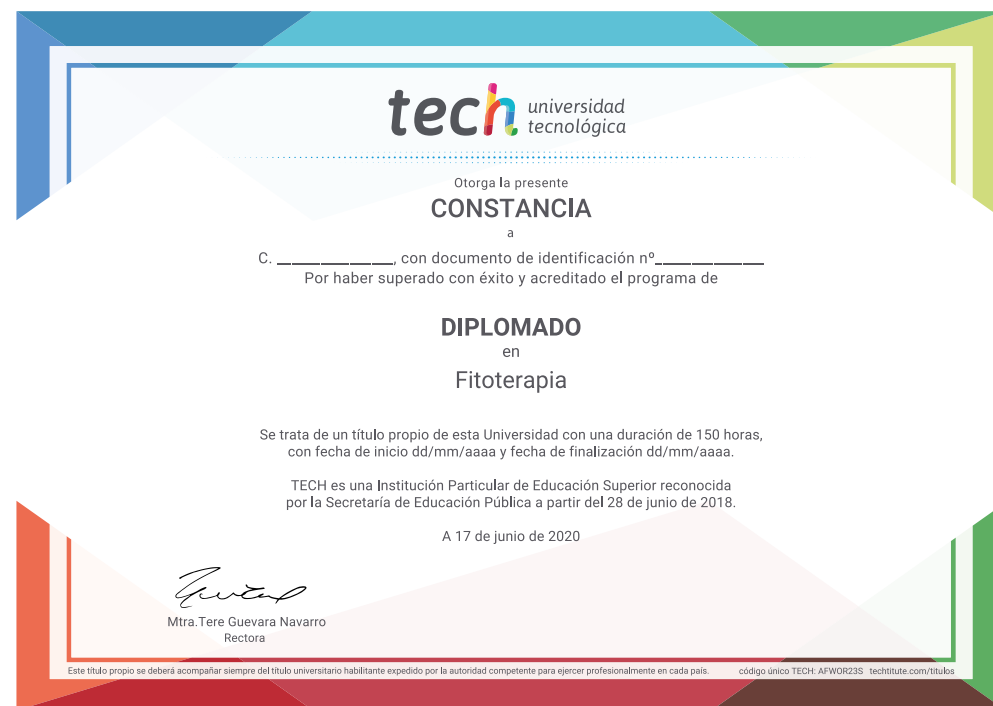 tech universidad
tecnológica
Otorga la presente
CONSTANCIA
a
C. ______________, con documento de identificación nº______________
Por haber superado con éxito y acreditado el programa de
DIPLOMADO
en
Fitoterapia
Se trata de un título propio de esta Universidad con una duración de 150 horas,
con fecha de inicio dd/mm/aaaa y fecha de finalización dd/mm/aaaa.
TECH es una Institución Particular de Educación Superior reconocida
por la Secretaría de Educación Pública a partir del 28 de junio de 2018.
A 17 de junio de 2020
Mtra.Tere Guevara Navarro
Rectora
Este título propio se deberá acompañar siempre del título universitario habilitante expedido por la autoridad competente para ejercer profesionalmente en cada país. código único TECH: AFWOR23S techtitute.com/titulos